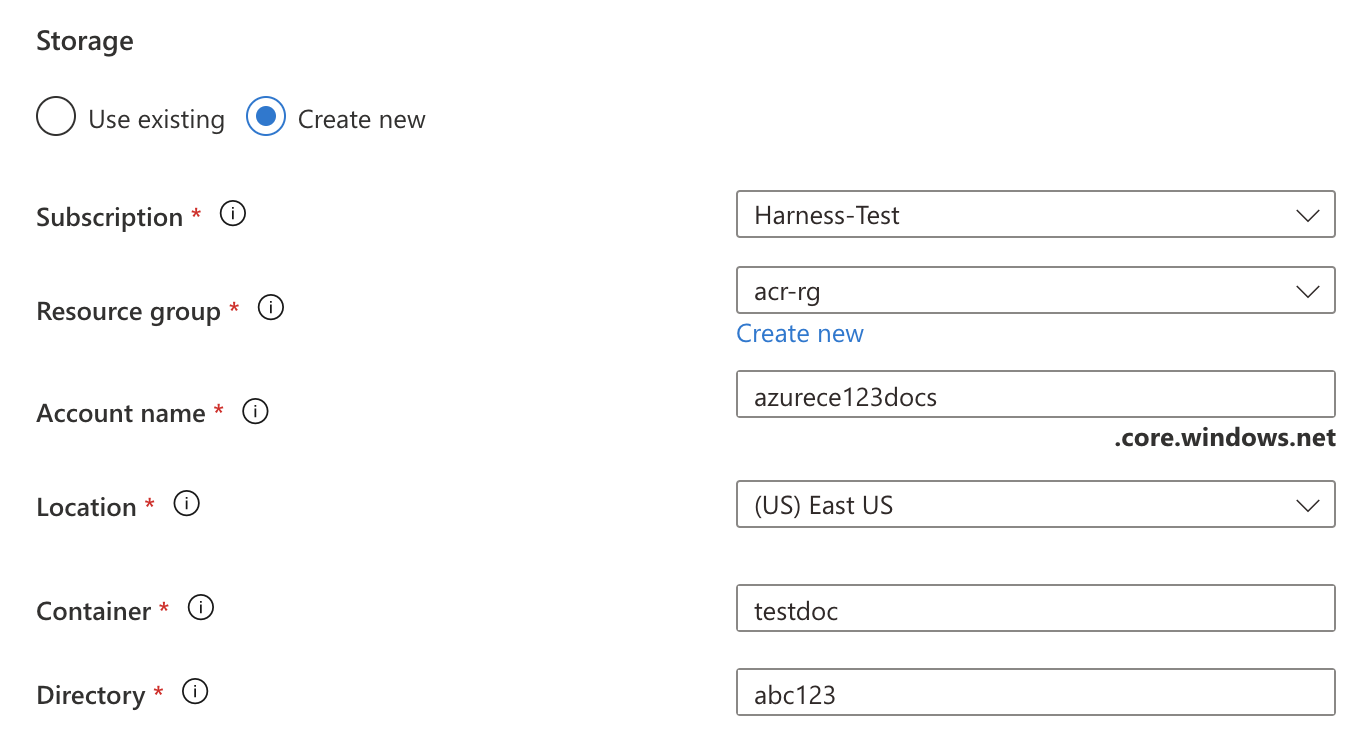 Storage
Use existing Create new
Subscription * Harness-Test
Resource group * acr-rg
Create new
Account name * azurece123docs
.core.windows.net
Location * (US) East US
Container * testdoc
Directory * abc123